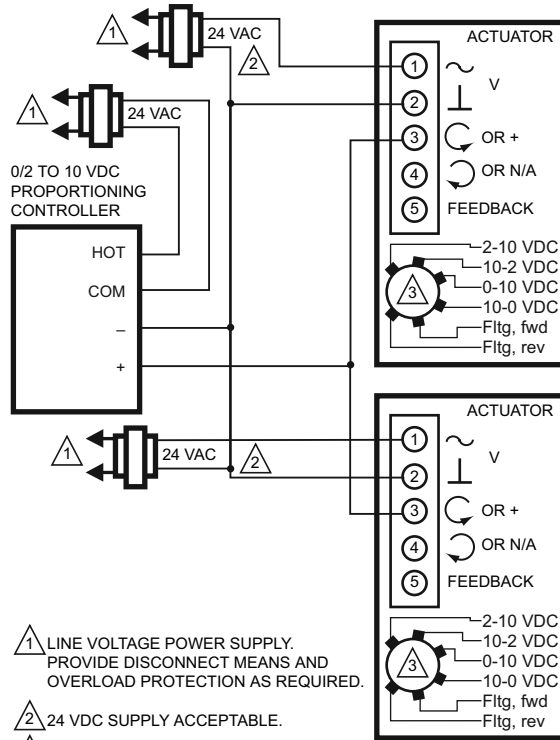 1
24 VAC
2
1
24 VAC
0/2 TO 10 VDC
PROPORTIONING
CONTROLLER
HOT
COM
–
+
1
24 VAC
2
ACTUATOR
1
V
2
3 OR +
4 OR N/A
5 FEEDBACK
3
2-10 VDC
10-2 VDC
0-10 VDC
10-0 VDC
Fltg, fwd
Fltg, rev
ACTUATOR
1
V
2
3 OR +
4 OR N/A
5 FEEDBACK
3
2-10 VDC
10-2 VDC
0-10 VDC
10-0 VDC
Fltg, fwd
Fltg, rev
1 LINE VOLTAGE POWER SUPPLY.
PROVIDE DISCONNECT MEANS AND
OVERLOAD PROTECTION AS REQUIRED.
2 24 VDC SUPPLY ACCEPTABLE.